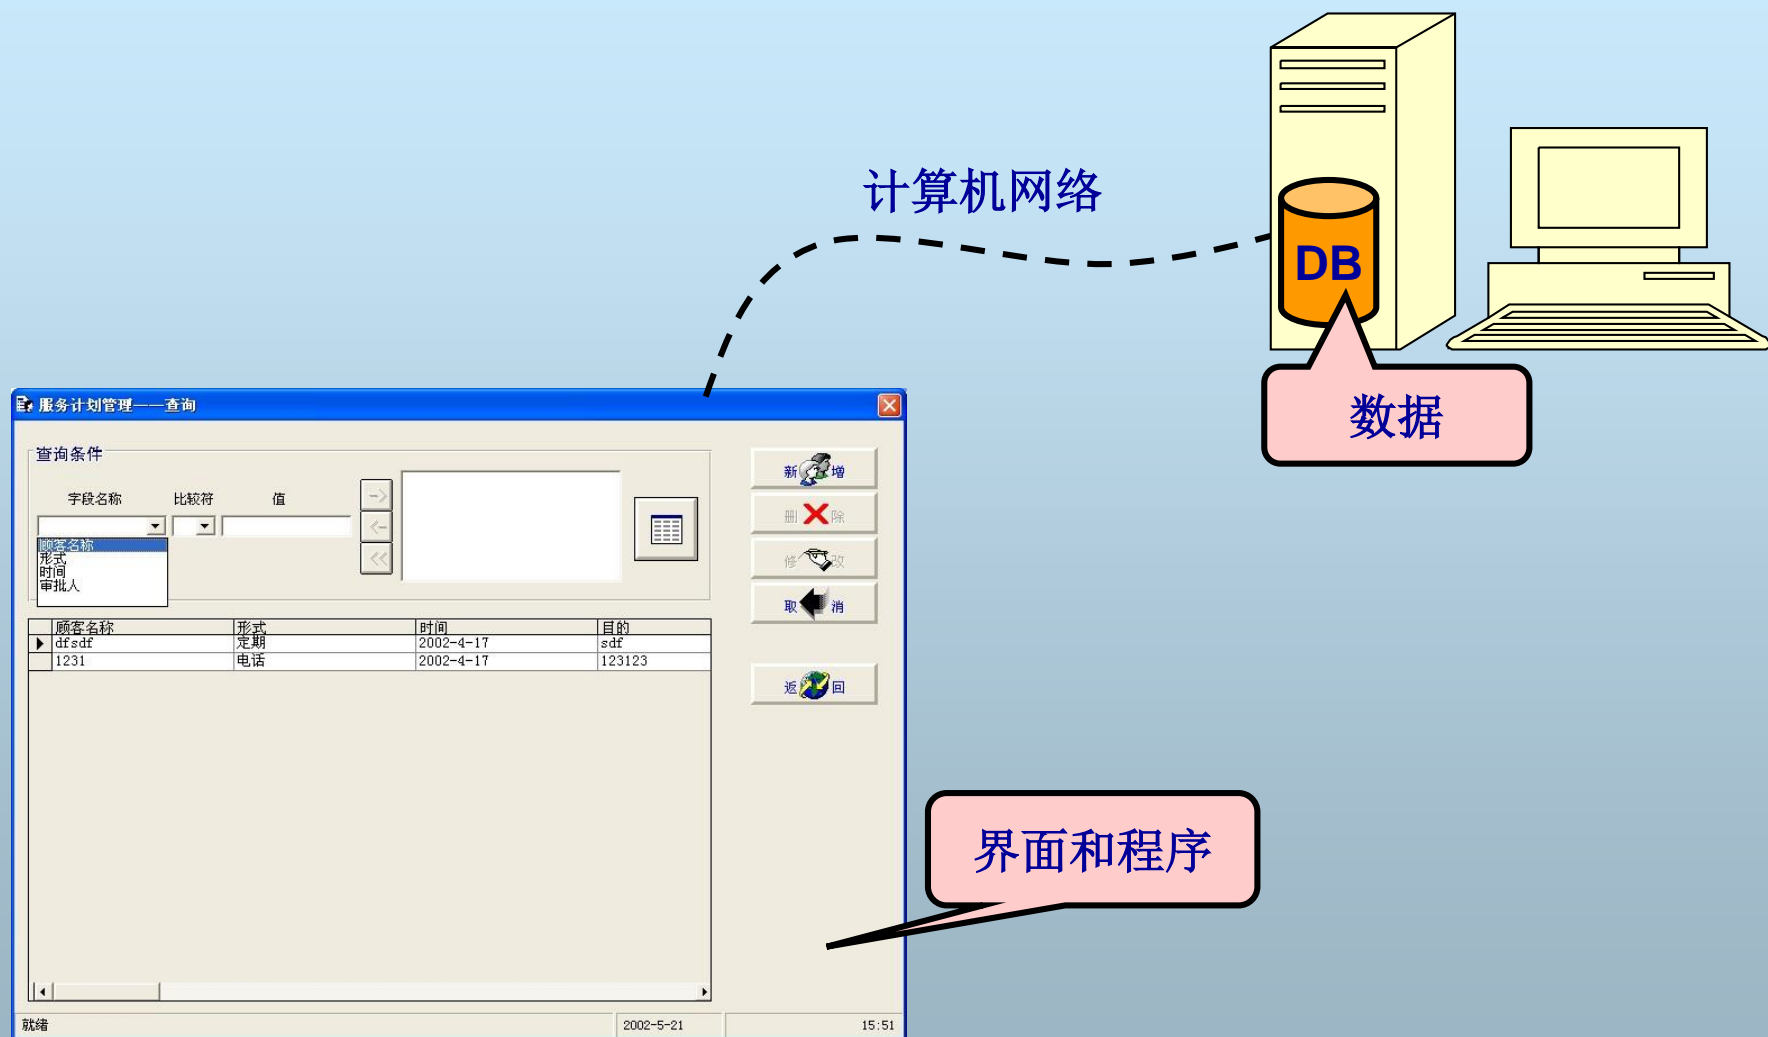 计算机网络
DB
数据
服务计划管理——查询
查询条件
字段名称 比较符 值
->
<-
<<
顾客名称
形式
时间
审批人
新增
删除
修改
取消
返回
顾客名称 形式 时间 目的
dfsdf 定期 2002-4-17 sdf
1231 电话 2002-4-17 123123
界面和程序
就绪 2002-5-21 15:51